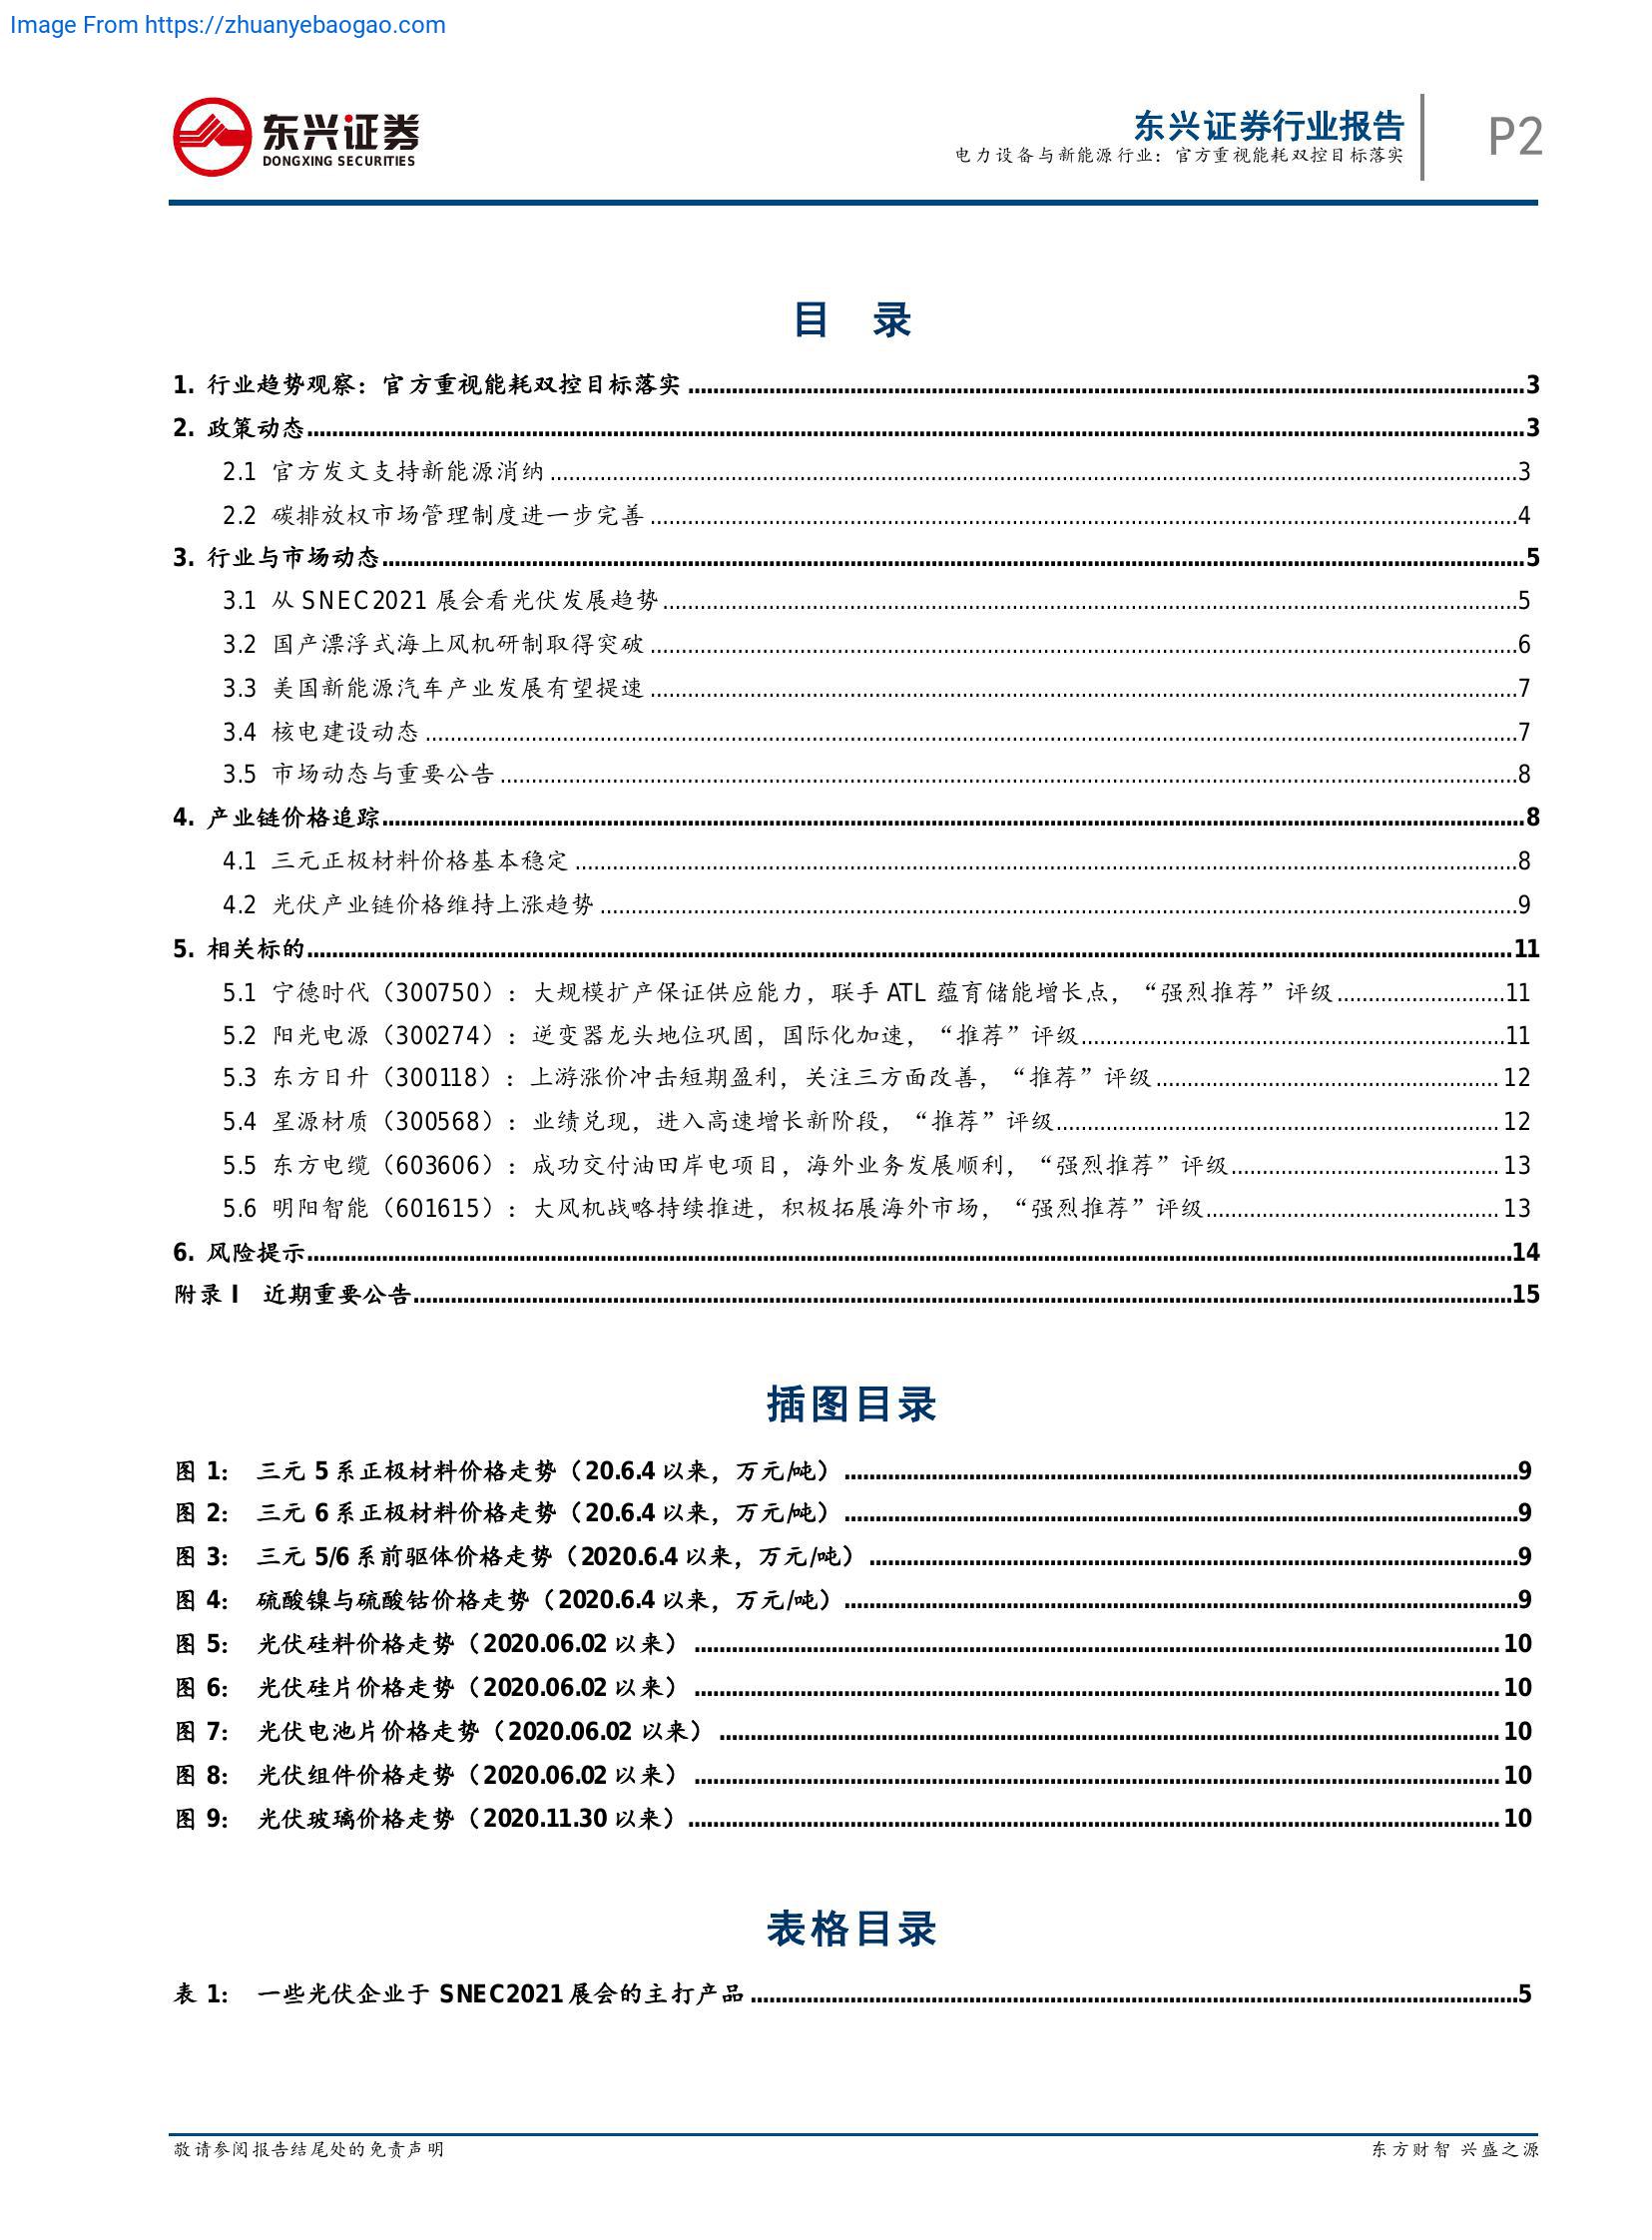 Image From https://zhuanyebaogao.com
东兴证券
DONGXING SECURITIES
东兴证券行业报告
电力设备与新能源行业：官方重视能耗双控目标落实
P2
目 录
1. 行业趋势观察：官方重视能耗双控目标落实 ........ 3
2. 政策动态 ........ 3
2.1 官方发文支持新能源消纳 ........ 3
2.2 碳排放权市场管理制度进一步完善 ........ 4
3. 行业与市场动态 ........ 5
3.1 从 SNEC2021 展会看光伏发展趋势 ........ 5
3.2 国产漂浮式海上风机研制取得突破 ........ 6
3.3 美国新能源汽车产业发展有望提速 ........ 7
3.4 核电建设动态 ........ 7
3.5 市场动态与重要公告 ........ 8
4. 产业链价格追踪 ........ 8
4.1 三元正极材料价格基本稳定 ........ 8
4.2 光伏产业链价格维持上涨趋势 ........ 9
5. 相关标的 ........ 11
5.1 宁德时代（300750）：大规模扩产保证供应能力，联手 ATL 蕴育储能增长点，“强烈推荐”评级 ........ 11
5.2 阳光电源（300274）：逆变器龙头地位巩固，国际化加速，“推荐”评级 ........ 11
5.3 东方日升（300118）：上游涨价冲击短期盈利，关注三方面改善，“推荐”评级 ........ 12
5.4 星源材质（300568）：业绩兑现，进入高速增长新阶段，“推荐”评级 ........ 12
5.5 东方电缆（603606）：成功交付油田岸电项目，海外业务发展顺利，“强烈推荐”评级 ........ 13
5.6 明阳智能（601615）：大风机战略持续推进，积极拓展海外市场，“强烈推荐”评级 ........ 13
6. 风险提示 ........ 14
附录 I 近期重要公告 ........ 15
插图目录
图 1： 三元 5 系正极材料价格走势（20.6.4 以来，万元/吨） ........ 9
图 2： 三元 6 系正极材料价格走势（20.6.4 以来，万元/吨） ........ 9
图 3： 三元 5/6 系前驱体价格走势（2020.6.4 以来，万元/吨） ........ 9
图 4： 硫酸镍与硫酸钴价格走势（2020.6.4 以来，万元/吨） ........ 9
图 5： 光伏硅料价格走势（2020.06.02 以来） ........ 10
图 6： 光伏硅片价格走势（2020.06.02 以来） ........ 10
图 7： 光伏电池片价格走势（2020.06.02 以来） ........ 10
图 8： 光伏组件价格走势（2020.06.02 以来） ........ 10
图 9： 光伏玻璃价格走势（2020.11.30 以来） ........ 10
表格目录
表 1： 一些光伏企业于 SNEC2021 展会的主打产品 ........ 5
敬请参阅报告结尾处的免责声明
东方财智 兴盛之源